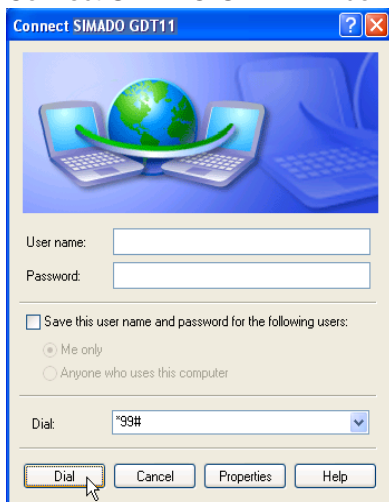 Connect SIMADO GDT11
User name:
Password:
Save this user name and password for the following users:
Me only
Anyone who uses this computer
Dial:
*99#
Dial
Cancel
Properties
Help